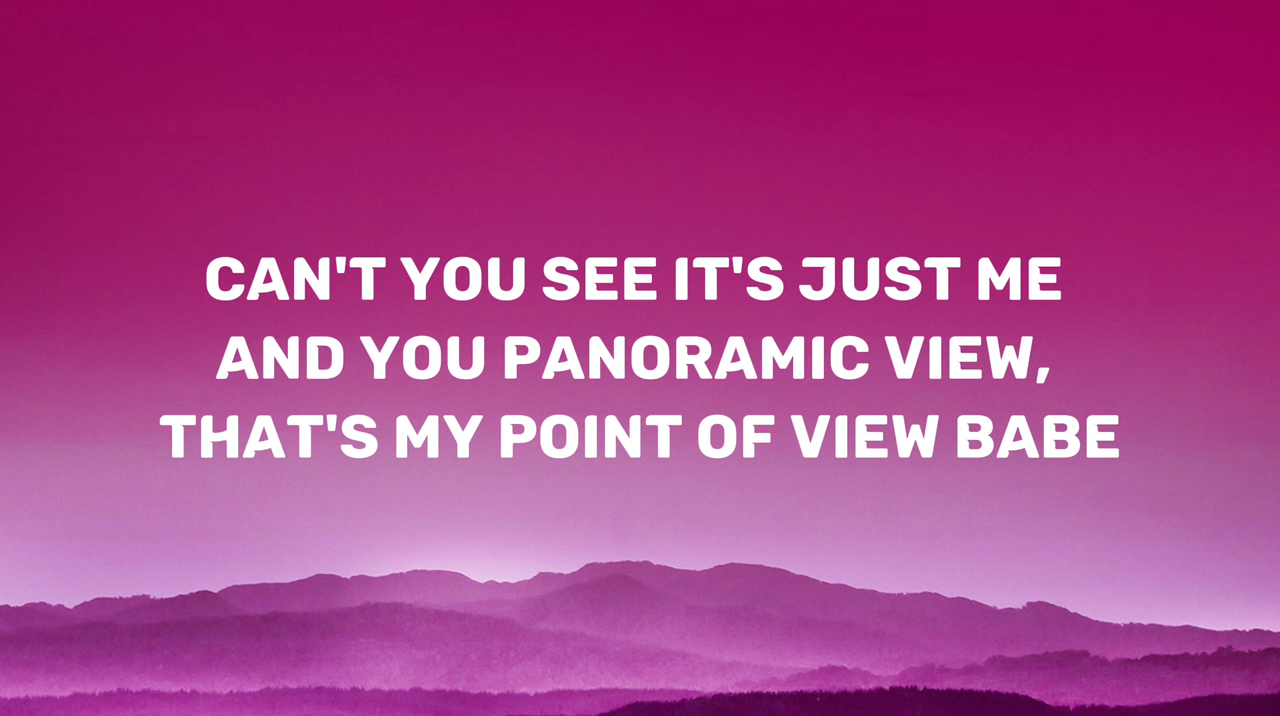 CAN'T YOU SEE IT'S JUST ME
AND YOU PANORAMIC VIEW,
THAT'S MY POINT OF VIEW BABE